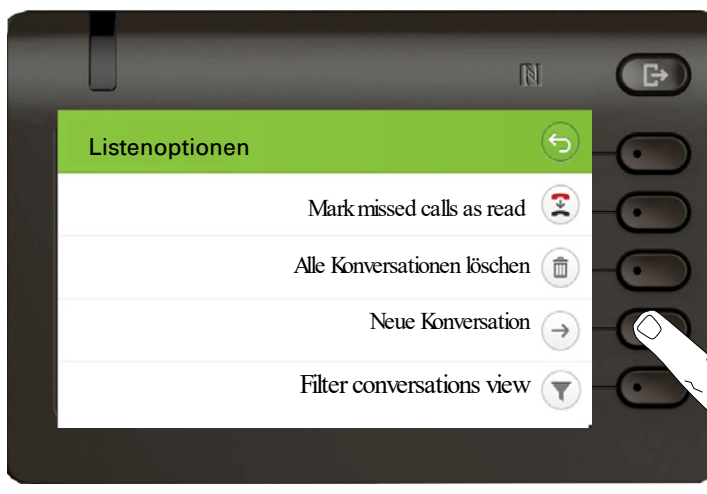 Listenoptionen
Mark missed calls as read
Alle Konversationen löschen
Neue Konversation
Filter conversations view